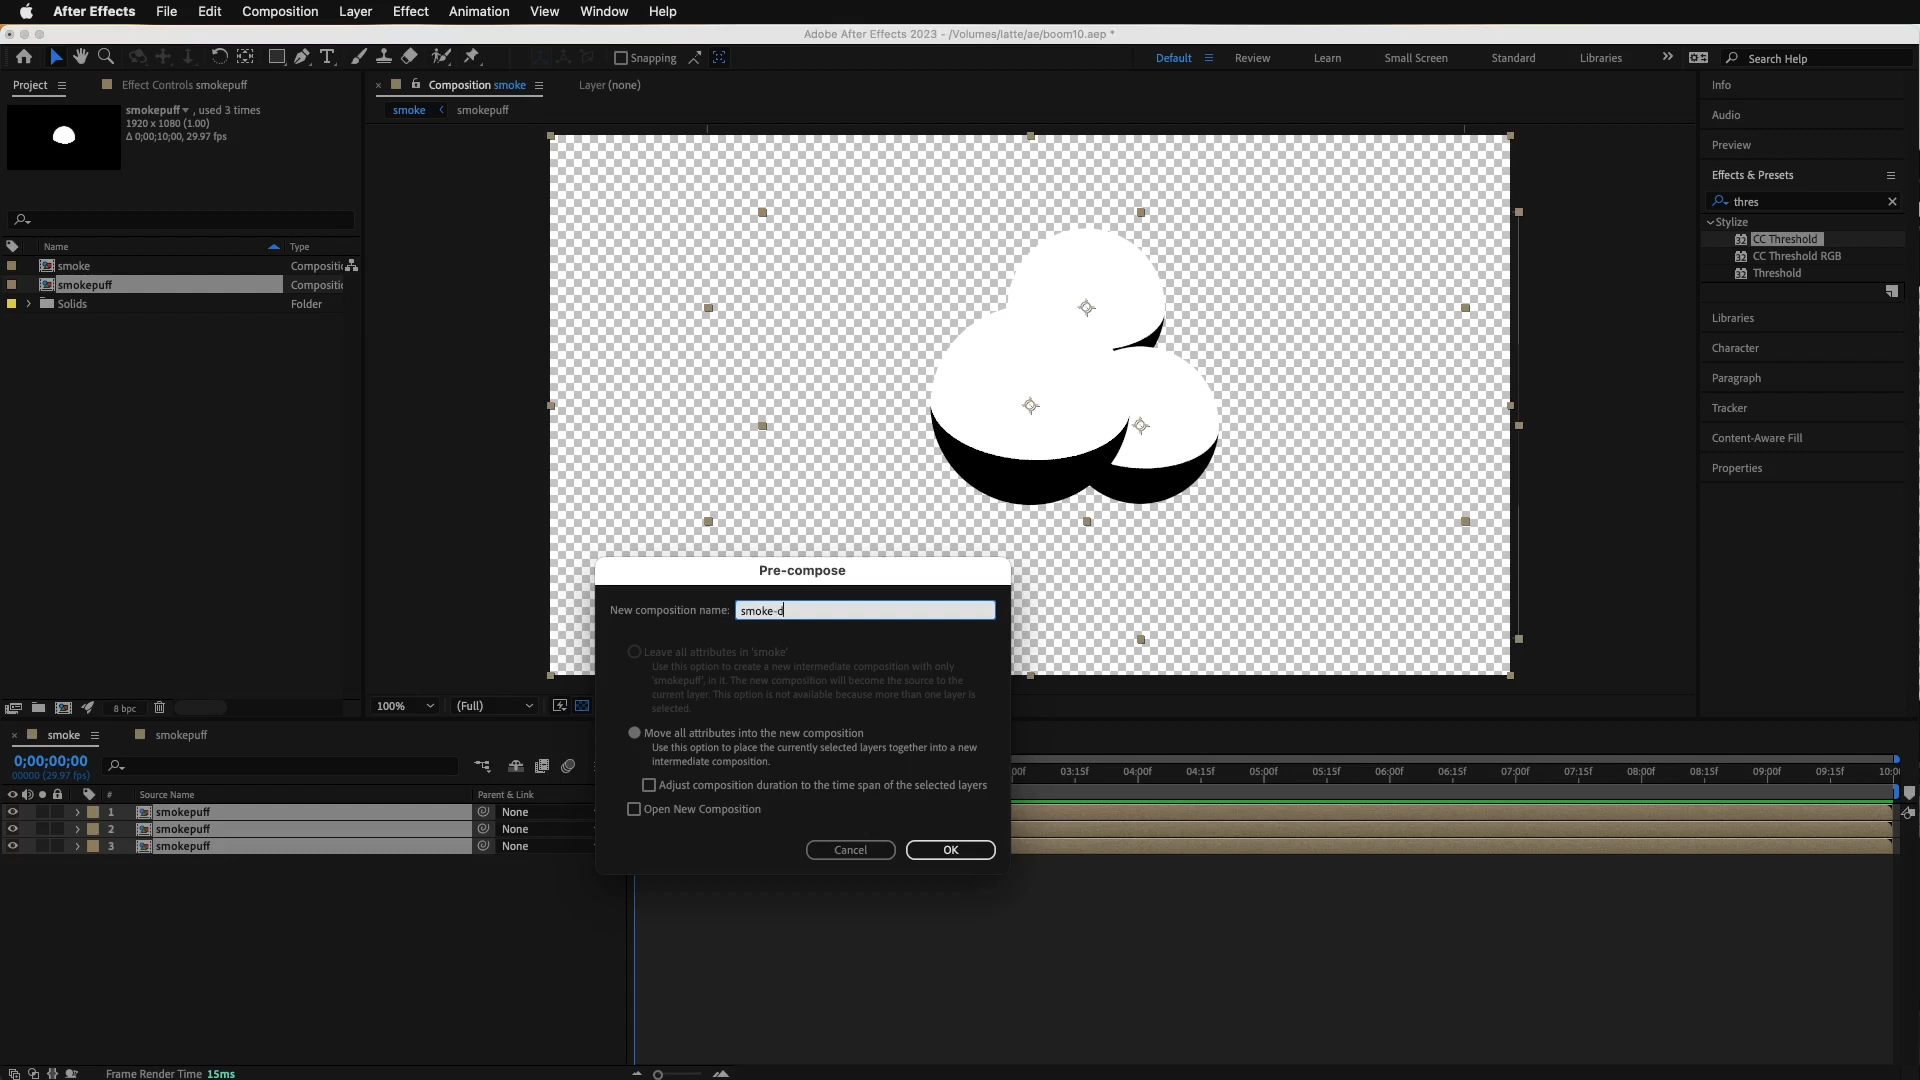 After Effects File Edit Composition Layer Effect Animation View Window Help
Adobe After Effects 2023 - /Volumes/latte/ae/boom10.aep *
Snapping
Default Review Learn Small Screen Standard Libraries
Search Help
Project
Effect Controls smokepuff
Composition smoke
Layer (none)
smoke smokepuff
smokepuff , used 3 times
1920 x 1080 (1.00)
Δ 0;00;10;00, 29.97 fps
Name Type
smoke Compositic
smokepuff Compositic
Solids Folder
Info
Audio
Preview
Effects & Presets
thres
Stylize
CC Threshold
CC Threshold RGB
Threshold
Libraries
Character
Paragraph
Tracker
Content-Aware Fill
Properties
8 bpc
100% (Full)
Pre-compose
New composition name: smoke-d
Leave all attributes in 'smoke'
Use this option to create a new intermediate composition with only
'smokepuff', in it. The new composition will become the source to the
current layer. This option is not available because more than one layer is
selected.
Move all attributes into the new composition
Use this option to place the currently selected layers together into a new
intermediate composition.
Adjust composition duration to the time span of the selected layers
Open New Composition
Cancel OK
smoke smokepuff
0;00;00;00
00000 (29.97 fps)
# Source Name Parent & Link
1 smokepuff None
2 smokepuff None
3 smokepuff None
00f 03:15f 04:00f 04:15f 05:00f 05:15f 06:00f 06:15f 07:00f 07:15f 08:00f 08:15f 09:00f 09:15f 10:0
Frame Render Time 15ms